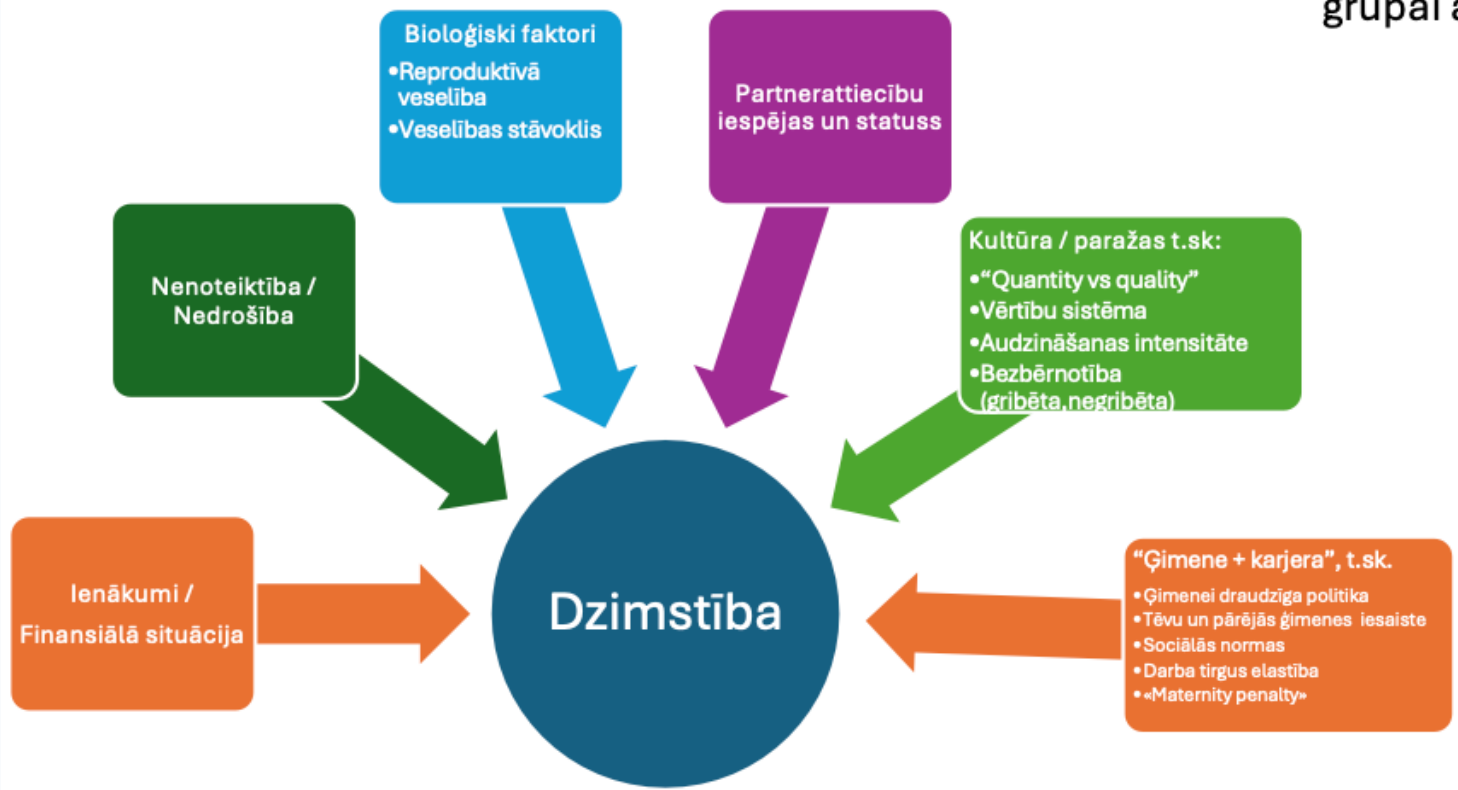 grupai a
Bioloģiski faktori
•Reproduktīvā
veselība
•Veselības stāvoklis
Partnerattiecību
iespējas un statuss
Nenoteiktība /
Nedrošība
Kultūra / paražas t.sk:
•“Quantity vs quality”
•Vērtību sistēma
•Audzināšanas intensitāte
•Bezbērnotība
(gribēta,negribēta)
Ienākumi /
Finansiālā situācija
Dzimstība
“Ģimene + karjera”, t.sk.
•Ģimenei draudzīga politika
•Tēvu un pārējās ģimenes iesaiste
•Sociālās normas
•Darba tirgus elastība
•«Maternity penalty»